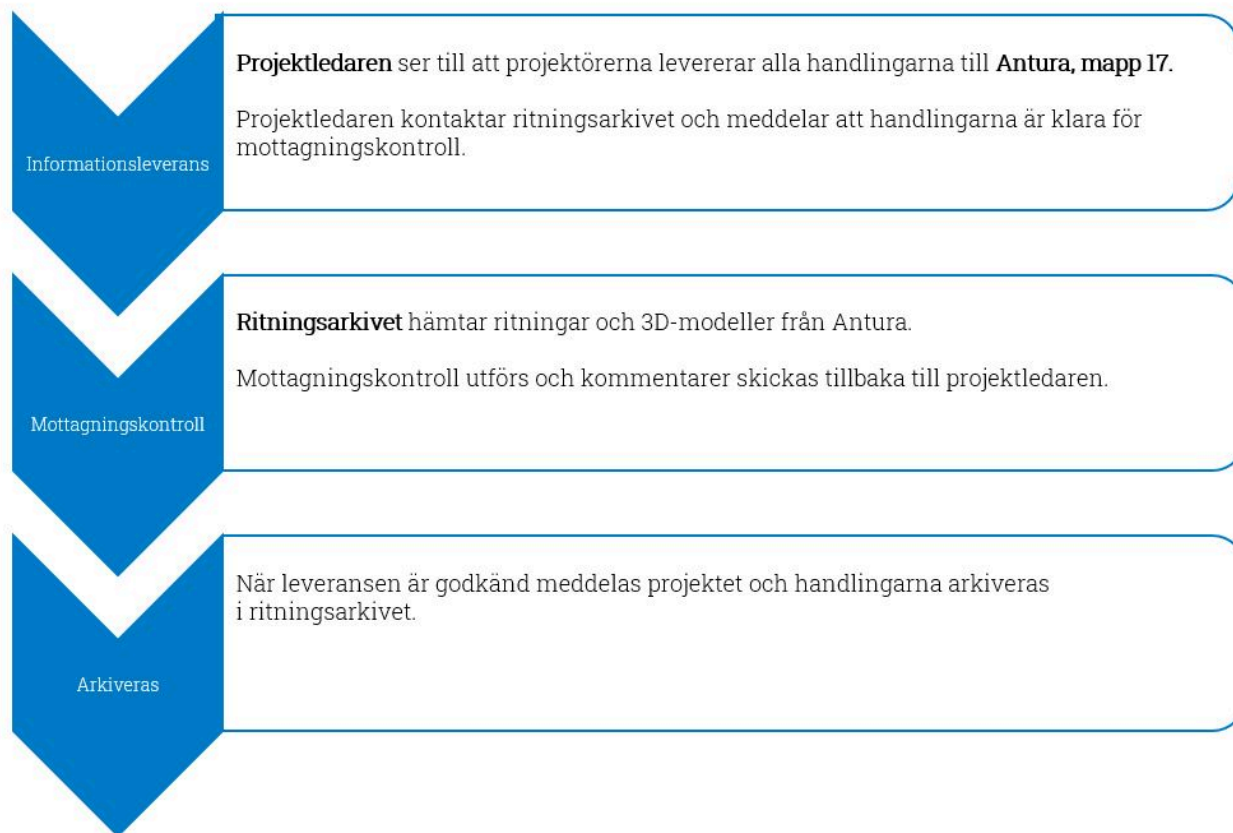 Informationsleverans
Projektledaren ser till att projektörerna levererar alla handlingarna till Antura, mapp 17.
Projektledaren kontaktar ritningsarkivet och meddelar att handlingarna är klara för
mottagningskontroll.
Mottagningskontroll
Ritningsarkivet hämtar ritningar och 3D-modeller från Antura.
Mottagningskontroll utförs och kommentarer skickas tillbaka till projektledaren.
Arkiveras
När leveransen är godkänd meddelas projektet och handlingarna arkiveras
i ritningsarkivet.